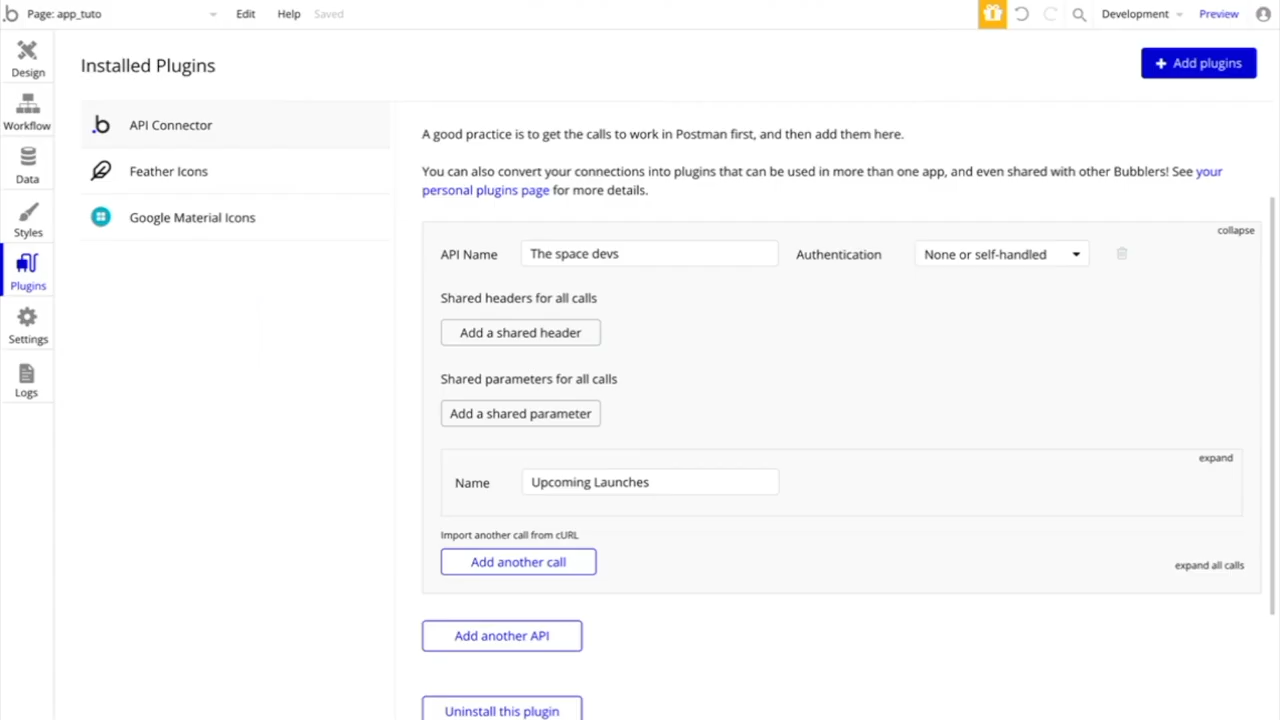 Page: app_tuto
Edit
Help
Saved
Development
Preview
Design
Workflow
Data
Styles
Plugins
Settings
Logs
Installed Plugins
Add plugins
API Connector
Feather Icons
Google Material Icons
A good practice is to get the calls to work in Postman first, and then add them here.
You can also convert your connections into plugins that can be used in more than one app, and even shared with other Bubblers! See your
personal plugins page for more details.
collapse
API Name
The space devs
Authentication
None or self-handled
Shared headers for all calls
Add a shared header
Shared parameters for all calls
Add a shared parameter
expand
Name
Upcoming Launches
Import another call from cURL
Add another call
expand all calls
Add another API
Uninstall this plugin